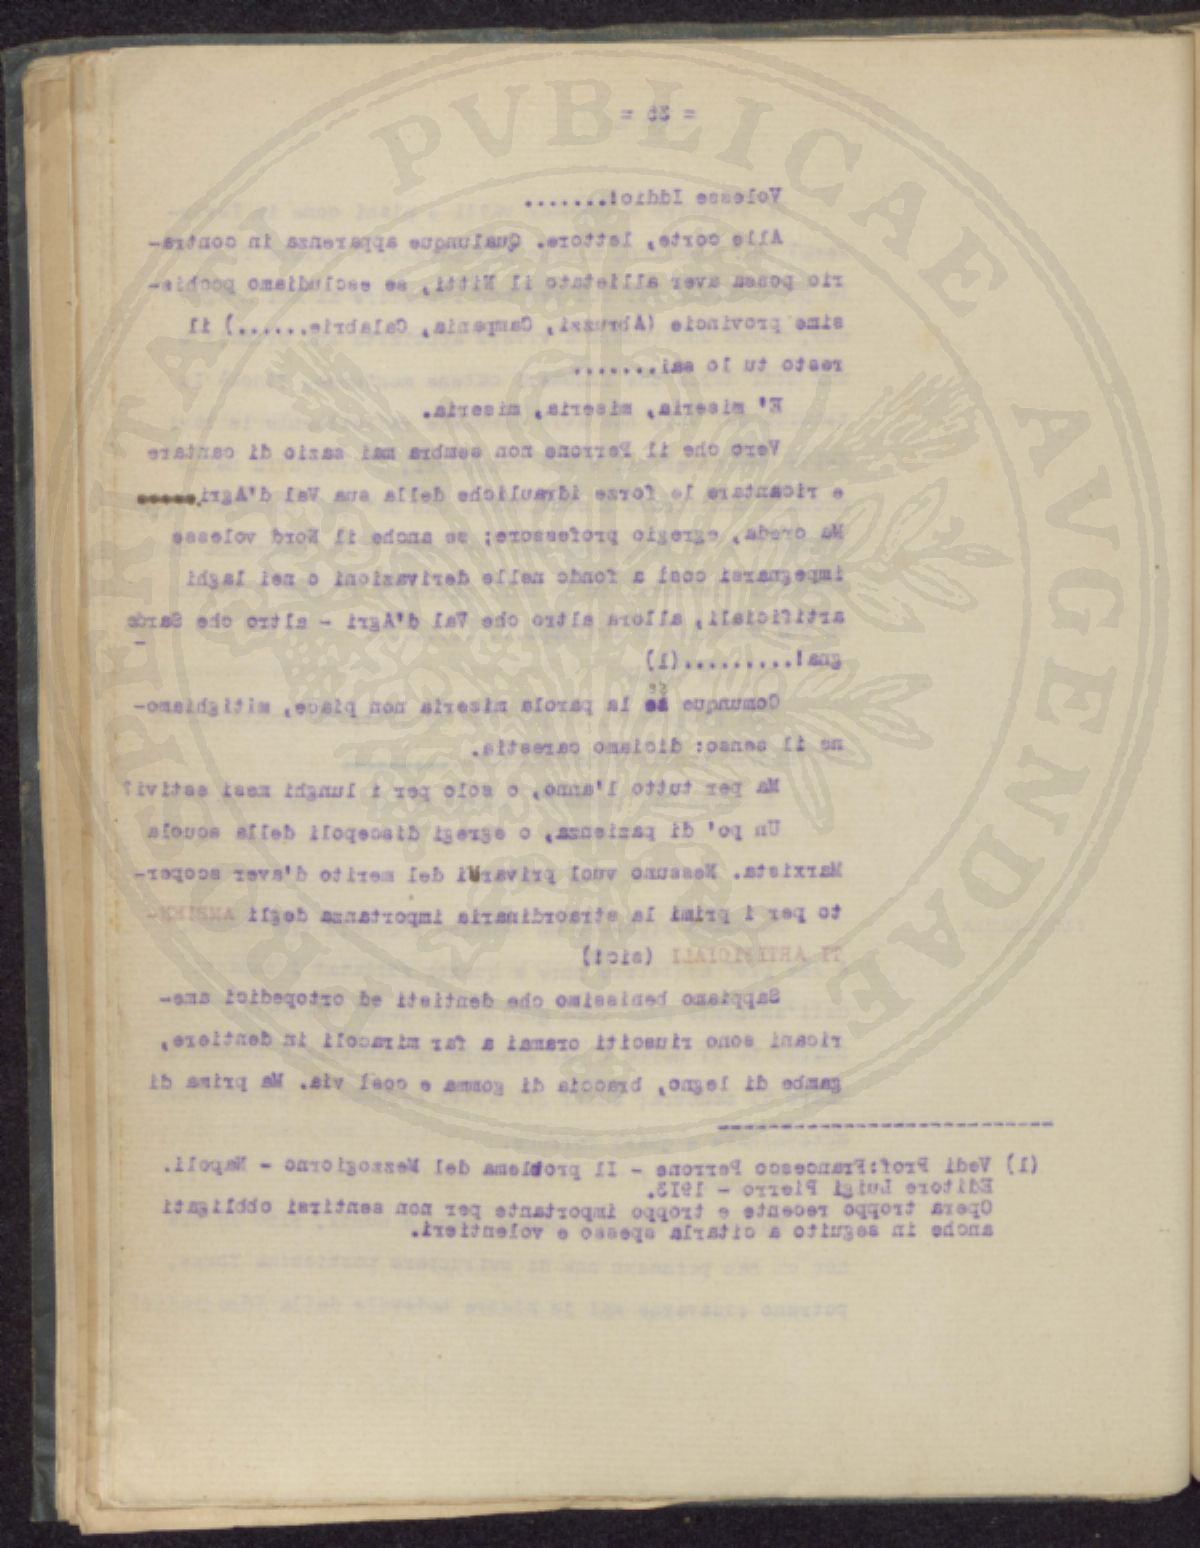 = 36 =
Volesse Iddio!.......
Alle corte, lettore. Qualunque apparenza in contra-
rio possa aver allietato il Nitti, se escludiamo pochis-
sime provincie (Abruzzi, Campania, Calabrie......) il
resto tu lo sai.......
E' miseria, miseria, miseria.
Vero che il Perrone non sembra mai sazio di cantare
e ricantare le forze idrauliche della sua Val d'Agri
Ma creda, egregio professore; se anche il Nord volesse
impegnarsi così a fondo nelle derivazioni o nei laghi
artificiali, allora altro che Val d'Agri - altro che Sarde
gna!..........(1)
Comunque se la parola miseria non piace, mitighiamo-
ne il senso: diciamo carestia.
Ma per tutto l'anno, o solo per i lunghi mesi estivi?
Un po' di pazienza, o egregi discepoli della scuola
Marxista. Nessuno vuol privarVi del merito d'aver scoper-
to per i primi la straordinaria importanza degli
TI ARTIFICIALI (sic!)
Sappiamo benissimo che dentisti ed ortopedici ame-
ricani sono riusciti oramai a far miracoli in dentiere,
gambe di legno, braccia di gomma e così via. Ma prima di
(1) Vedi Prof:Francesco Perrone - Il problema del Mezzogiorno - Napoli.
Editore Luigi Pierro - 1913.
Opera troppo recente e troppo importante per non sentirsi obbligati
anche in seguito a citarla spesso e volentieri.
PUBLICAE AVGENDAE PROSPERITATI